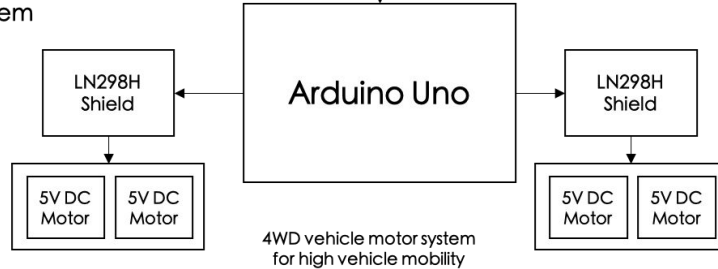 em
LN298H
Shield
Arduino Uno
LN298H
Shield
5V DC
Motor
5V DC
Motor
5V DC
Motor
5V DC
Motor
4WD vehicle motor system
for high vehicle mobility